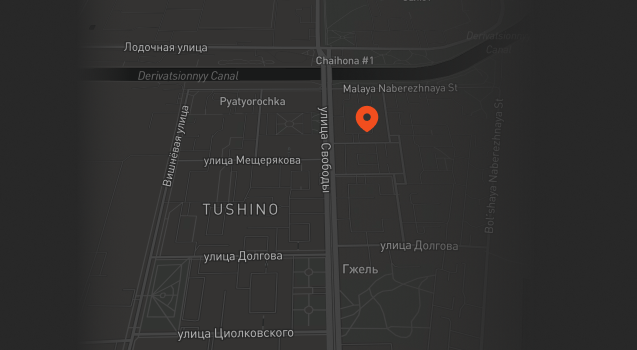 Лодочная улица
Chaihona #1
Derivatsionnyy Canal
Malaya Naberezhnaya St
Pyatyorochka
Вишнёвая улица
улица Свободы
улица Мещерякова
Bol'shaya Naberezhnaya St
TUSHINO
улица Долгова
улица Долгова
Гжель
улица Циолковского